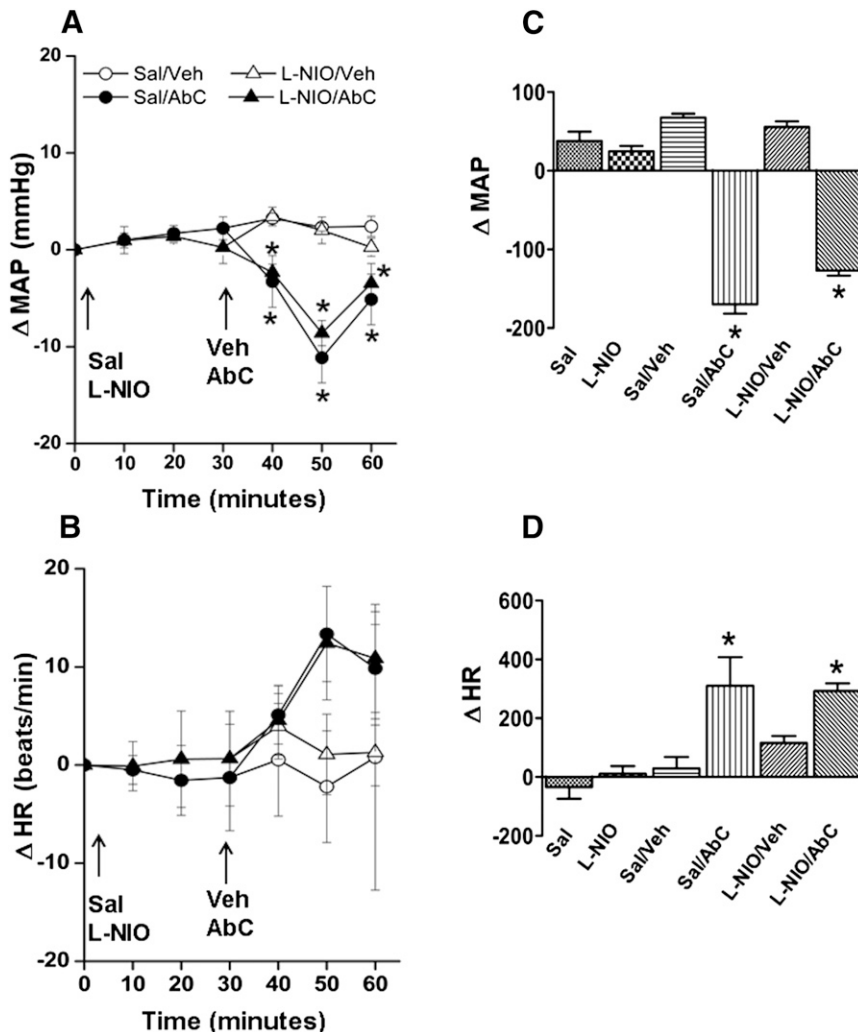 A
20
Sal/Veh L-NIO/Veh
Sal/AbC L-NIO/AbC
10
0
-10
-20
Δ MAP (mmHg)
* * *
* * *
Sal
L-NIO
Veh
AbC
0 10 20 30 40 50 60
Time (minutes)
B
20
10
0
-10
-20
Δ HR (beats/min)
Sal
L-NIO
Veh
AbC
0 10 20 30 40 50 60
Time (minutes)
C
100
0
-100
-200
Δ MAP
* *
Sal L-NIO Sal/Veh Sal/AbC L-NIO/Veh L-NIO/AbC
D
600
400
200
0
-200
Δ HR
* *
Sal L-NIO Sal/Veh Sal/AbC L-NIO/Veh L-NIO/AbC